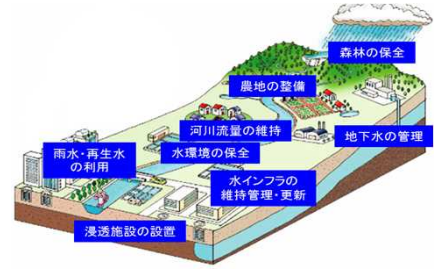 森林の保全
農地の整備
河川流量の維持
地下水の管理
水環境の保全
雨水・再生水
の利用
水インフラの
維持管理・更新
浸透施設の設置